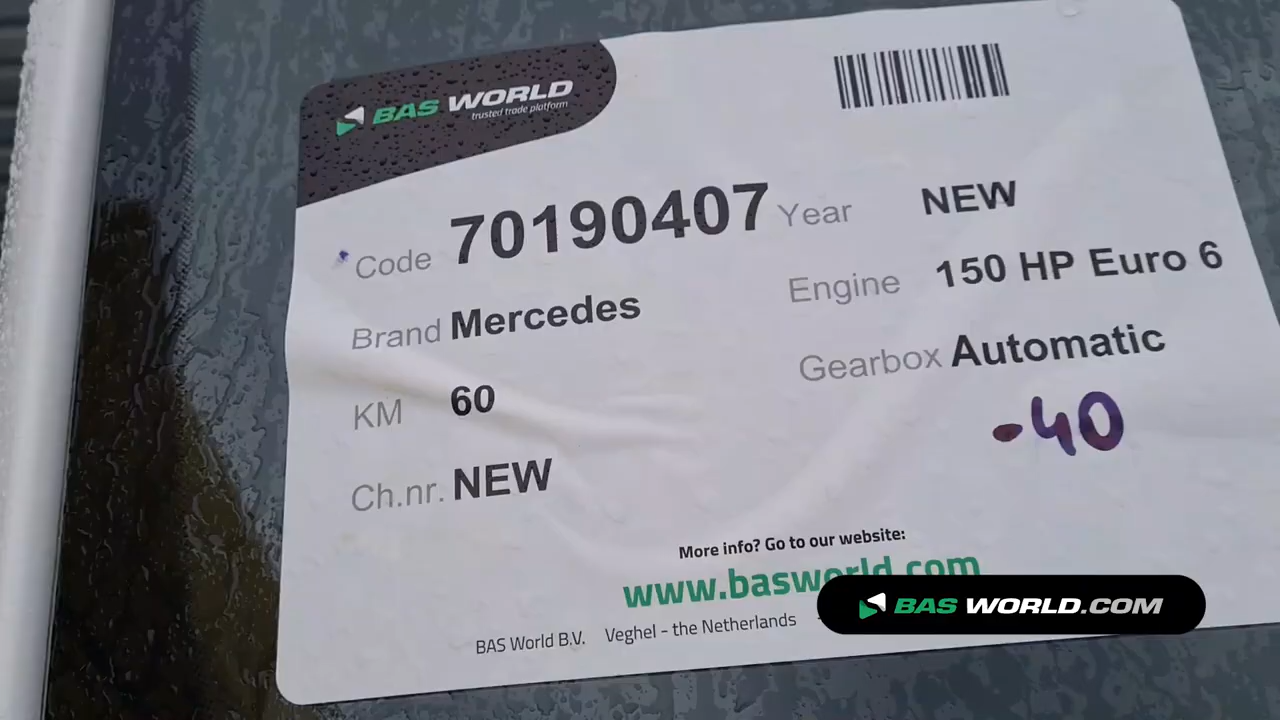 BAS WORLD
trusted trade platform
Code 70190407
Year NEW
Brand Mercedes
Engine 150 HP Euro 6
KM 60
Gearbox Automatic
-40
Ch.nr. NEW
More info? Go to our website:
www.basworld.com
BAS World B.V. Veghel - the Netherlands
BAS WORLD.COM